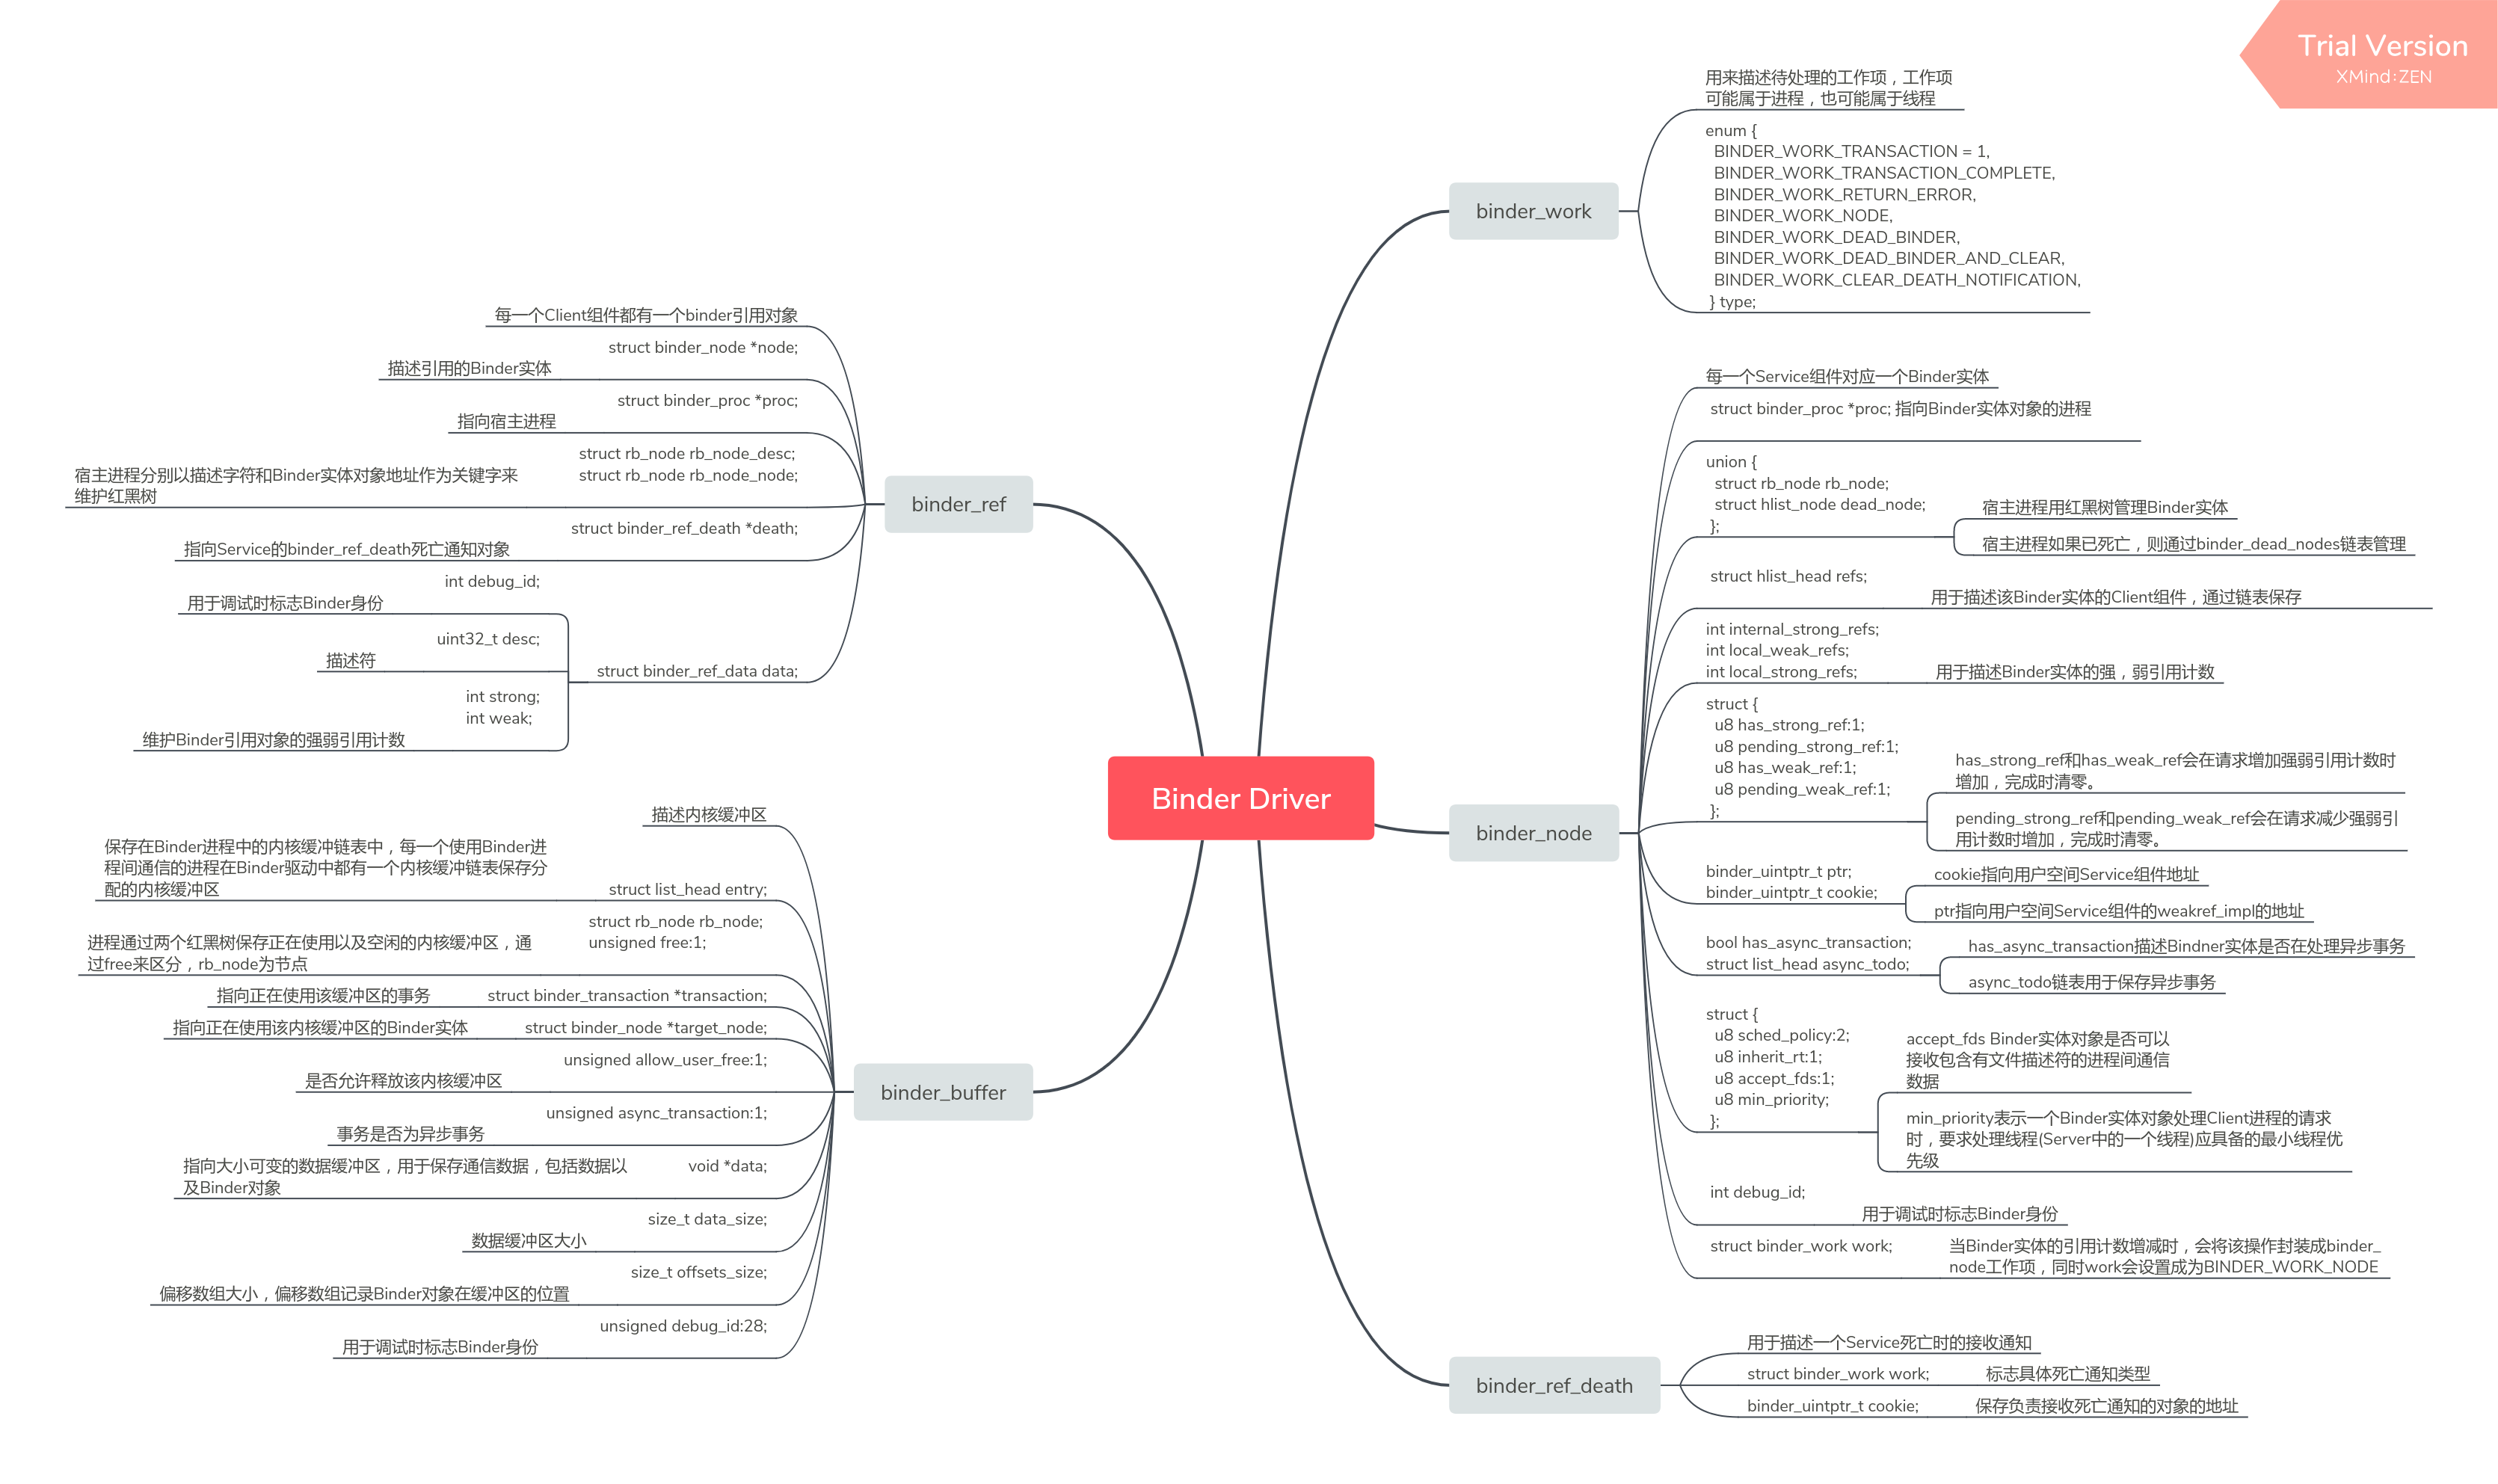 Trial Version
XMind:ZEN
Binder Driver
binder_work
用来描述待处理的工作项，工作项
可能属于进程，也可能属于线程
enum {
BINDER_WORK_TRANSACTION = 1,
BINDER_WORK_TRANSACTION_COMPLETE,
BINDER_WORK_RETURN_ERROR,
BINDER_WORK_NODE,
BINDER_WORK_DEAD_BINDER,
BINDER_WORK_DEAD_BINDER_AND_CLEAR,
BINDER_WORK_CLEAR_DEATH_NOTIFICATION,
} type;
binder_node
每一个Service组件对应一个Binder实体
struct binder_proc *proc; 指向Binder实体对象的进程
union {
struct rb_node rb_node;
struct hlist_node dead_node;
};
宿主进程用红黑树管理Binder实体
宿主进程如果已死亡，则通过binder_dead_nodes链表管理
struct hlist_head refs;
用于描述该Binder实体的Client组件，通过链表保存
int internal_strong_refs;
int local_weak_refs;
int local_strong_refs;
用于描述Binder实体的强，弱引用计数
struct {
u8 has_strong_ref:1;
u8 pending_strong_ref:1;
u8 has_weak_ref:1;
u8 pending_weak_ref:1;
};
has_strong_ref和has_weak_ref会在请求增加强弱引用计数时
增加，完成时清零。
pending_strong_ref和pending_weak_ref会在请求减少强弱引
用计数时增加，完成时清零。
binder_uintptr_t ptr;
binder_uintptr_t cookie;
cookie指向用户空间Service组件地址
ptr指向用户空间Service组件的weakref_impl的地址
bool has_async_transaction;
struct list_head async_todo;
has_async_transaction描述Bindner实体是否在处理异步事务
async_todo链表用于保存异步事务
struct {
u8 sched_policy:2;
u8 inherit_rt:1;
u8 accept_fds:1;
u8 min_priority;
};
accept_fds Binder实体对象是否可以
接收包含有文件描述符的进程间通信
数据
min_priority表示一个Binder实体对象处理Client进程的请求
时，要求处理线程(Server中的一个线程)应具备的最小线程优
先级
int debug_id;
用于调试时标志Binder身份
struct binder_work work;
当Binder实体的引用计数增减时，会将该操作封装成binder_
node工作项，同时work会设置成为BINDER_WORK_NODE
binder_ref_death
用于描述一个Service死亡时的接收通知
struct binder_work work;
标志具体死亡通知类型
binder_uintptr_t cookie;
保存负责接收死亡通知的对象的地址
binder_ref
每一个Client组件都有一个binder引用对象
struct binder_node *node;
描述引用的Binder实体
struct binder_proc *proc;
指向宿主进程
struct rb_node rb_node_desc;
struct rb_node rb_node_node;
宿主进程分别以描述字符和Binder实体对象地址作为关键字来
维护红黑树
struct binder_ref_death *death;
指向Service的binder_ref_death死亡通知对象
struct binder_ref_data data;
int debug_id;
用于调试时标志Binder身份
uint32_t desc;
描述符
int strong;
int weak;
维护Binder引用对象的强弱引用计数
binder_buffer
描述内核缓冲区
struct list_head entry;
保存在Binder进程中的内核缓冲链表中，每一个使用Binder进
程间通信的进程在Binder驱动中都有一个内核缓冲链表保存分
配的内核缓冲区
struct rb_node rb_node;
unsigned free:1;
进程通过两个红黑树保存正在使用以及空闲的内核缓冲区，通
过free来区分，rb_node为节点
struct binder_transaction *transaction;
指向正在使用该缓冲区的事务
struct binder_node *target_node;
指向正在使用该内核缓冲区的Binder实体
unsigned allow_user_free:1;
是否允许释放该内核缓冲区
unsigned async_transaction:1;
事务是否为异步事务
void *data;
指向大小可变的数据缓冲区，用于保存通信数据，包括数据以
及Binder对象
size_t data_size;
数据缓冲区大小
size_t offsets_size;
偏移数组大小，偏移数组记录Binder对象在缓冲区的位置
unsigned debug_id:28;
用于调试时标志Binder身份